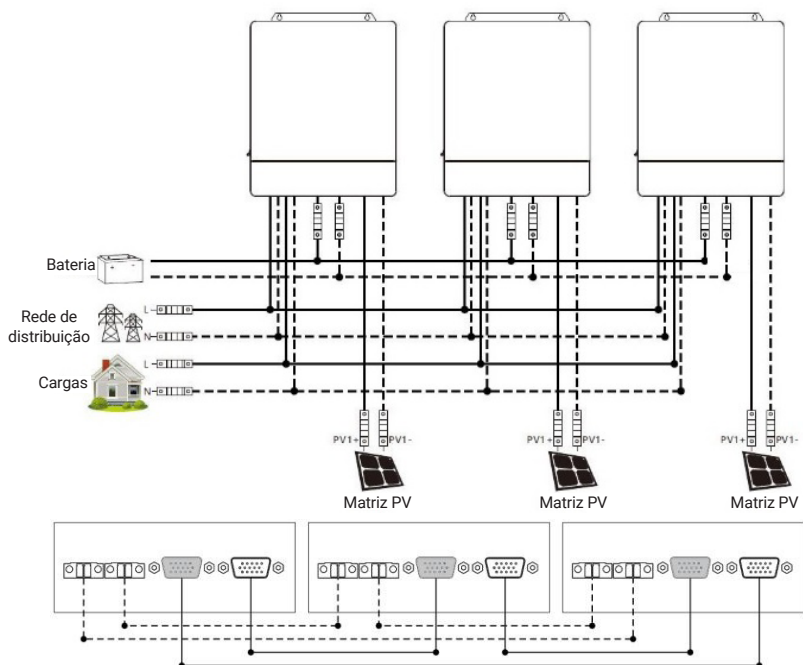 Bateria
Rede de
distribuição
L
N
Cargas
L
N
PV1+ PV1-
PV1+ PV1-
PV1+ PV1-
Matriz PV
Matriz PV
Matriz PV